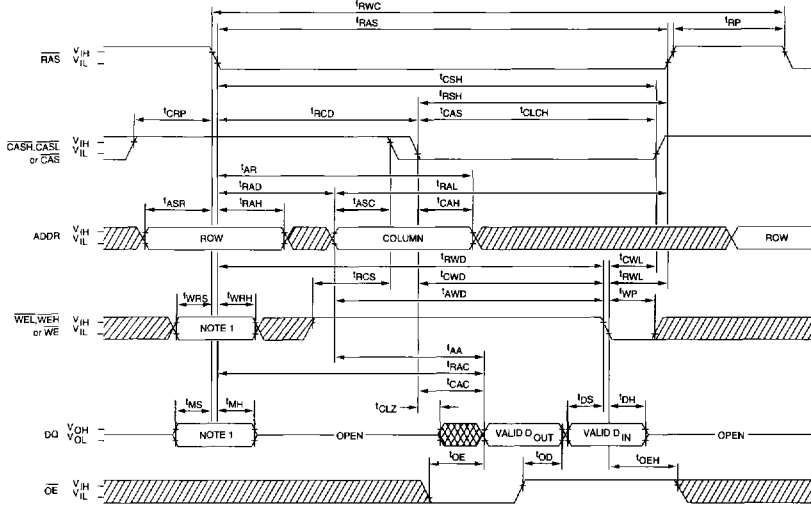 tRWC
tRAS tRP
RAS VIH VIL
tCSH
tRSH
tCRP tRCD tCAS tCLCH
CASH,CASL or CAS VIH VIL
tAR
tRAD tRAL
tASR tRAH tASC tCAH
ADDR VIH VIL ROW COLUMN ROW
tRWD tCWL
tRCS tCWD tRWL
tWRS tWRH tAWD tWP
WEL,WEH or WE VIH VIL NOTE 1
tAA
tRAC
tCAC
tMS tMH tCLZ tDS tDH
DQ VOH VOL NOTE 1 OPEN VALID DOUT VALID DIN OPEN
tOE tOD tOEH
OE VIH VIL